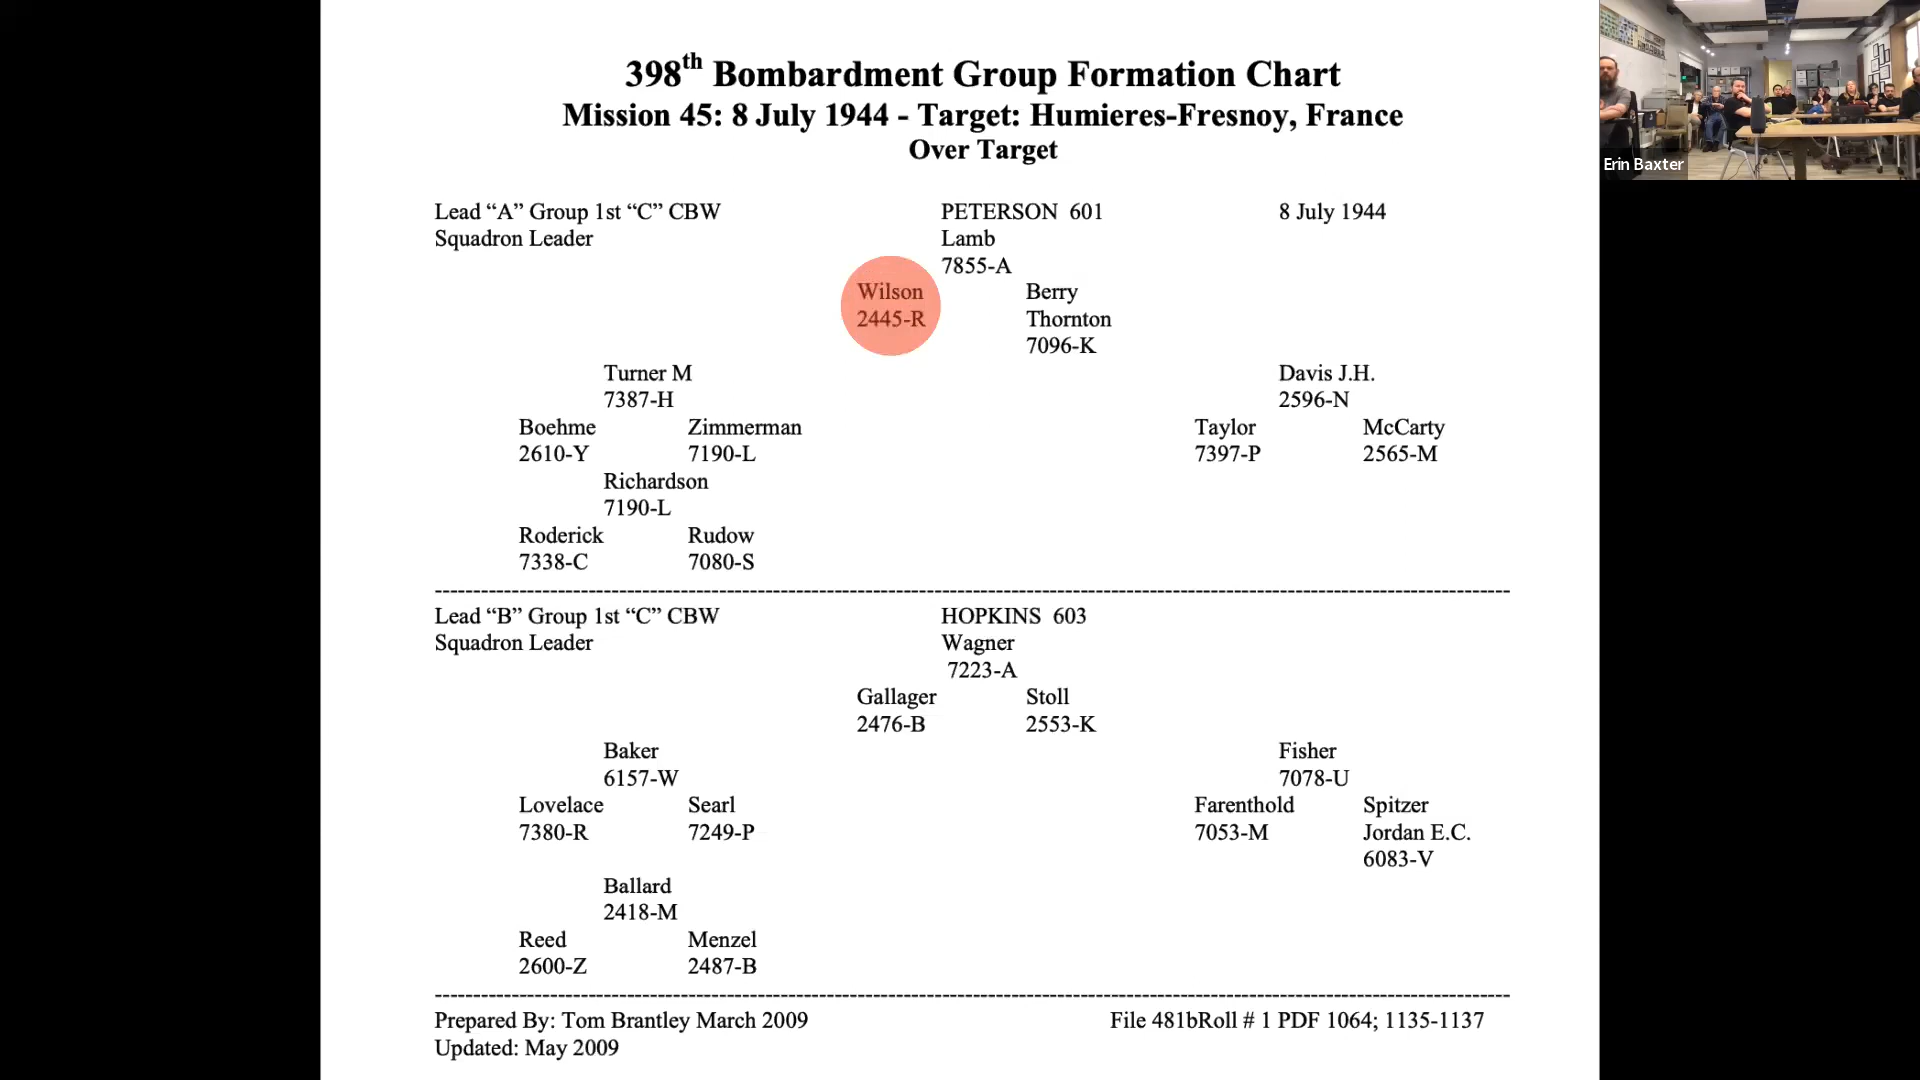 398th Bombardment Group Formation Chart
Mission 45: 8 July 1944 - Target: Humieres-Fresnoy, France
Over Target
Erin Baxter
Lead “A” Group 1st “C” CBW PETERSON 601 8 July 1944
Squadron Leader Lamb
7855-A
Wilson Berry
2445-R Thornton
7096-K
Turner M Davis J.H.
7387-H 2596-N
Boehme Zimmerman Taylor McCarty
2610-Y 7190-L 7397-P 2565-M
Richardson
7190-L
Roderick Rudow
7338-C 7080-S
Lead “B” Group 1st “C” CBW HOPKINS 603
Squadron Leader Wagner
7223-A
Gallager Stoll
2476-B 2553-K
Baker Fisher
6157-W 7078-U
Lovelace Searl Farenthold Spitzer
7380-R 7249-P 7053-M Jordan E.C.
6083-V
Ballard
2418-M
Reed Menzel
2600-Z 2487-B
Prepared By: Tom Brantley March 2009 File 481bRoll # 1 PDF 1064; 1135-1137
Updated: May 2009